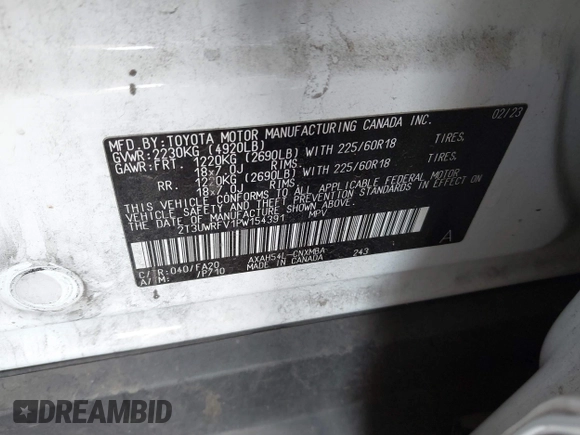 MFD.BY:TOYOTA MOTOR MANUFACTURING CANADA INC. 02/23
GVWR:2230KG (4920LB)
GAWR:FRT. 1220KG (2690LB) WITH 225/60R18 TIRES.
18x7.0J RIMS.
RR. 1220KG (2690LB) WITH 225/60R18 TIRES.
18x7.0J RIMS.
THIS VEHICLE CONFORMS TO ALL APPLICABLE FEDERAL MOTOR
VEHICLE SAFETY AND THEFT PREVENTION STANDARDS IN EFFECT
ON THE DATE OF MANUFACTURE SHOWN ABOVE.
2T3UWRFV1PW154391 MPV
C/TR:040/FA20 AXAH54L-CNXMBA 243
A/M: /P710 MADE IN CANADA A
DREAMBID